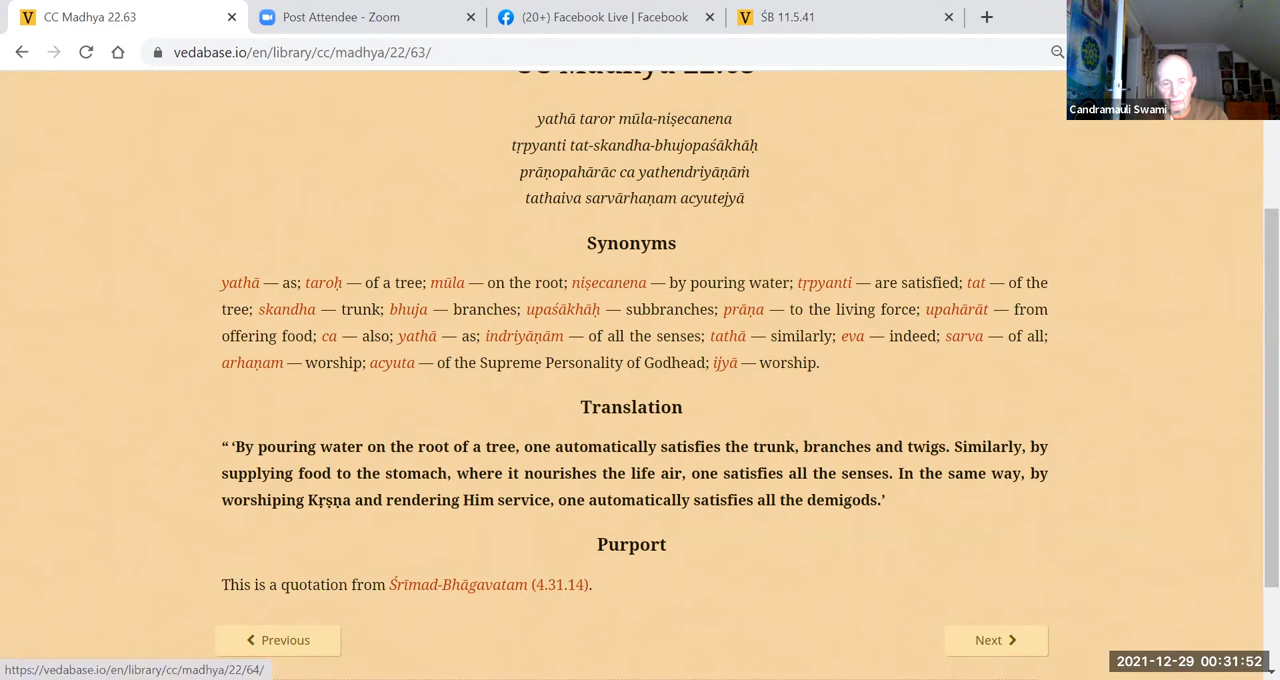 CC Madhya 22.63
Post Attendee - Zoom
(20+) Facebook Live | Facebook
ŚB 11.5.41
vedabase.io/en/library/cc/madhya/22/63/
Candramauli Swami
CC Madhya 22.63
yathā taror mūla-niṣecanena
tṛpyanti tat-skandha-bhujopaśākhāḥ
prāṇopahārāc ca yathendriyāṇāṁ
tathaiva sarvārhaṇam acyutejyā
Synonyms
yathā — as; taroḥ — of a tree; mūla — on the root; niṣecanena — by pouring water; tṛpyanti — are satisfied; tat — of the
tree; skandha — trunk; bhuja — branches; upaśākhāḥ — subbranches; prāṇa — to the living force; upahārāt — from
offering food; ca — also; yathā — as; indriyāṇām — of all the senses; tathā — similarly; eva — indeed; sarva — of all;
arhaṇam — worship; acyuta — of the Supreme Personality of Godhead; ijyā — worship.
Translation
“ ‘By pouring water on the root of a tree, one automatically satisfies the trunk, branches and twigs. Similarly, by
supplying food to the stomach, where it nourishes the life air, one satisfies all the senses. In the same way, by
worshiping Kṛṣṇa and rendering Him service, one automatically satisfies all the demigods.’
Purport
This is a quotation from Śrīmad-Bhāgavatam (4.31.14).
Previous
Next
2021-12-29 00:31:52
https://vedabase.io/en/library/cc/madhya/22/64/